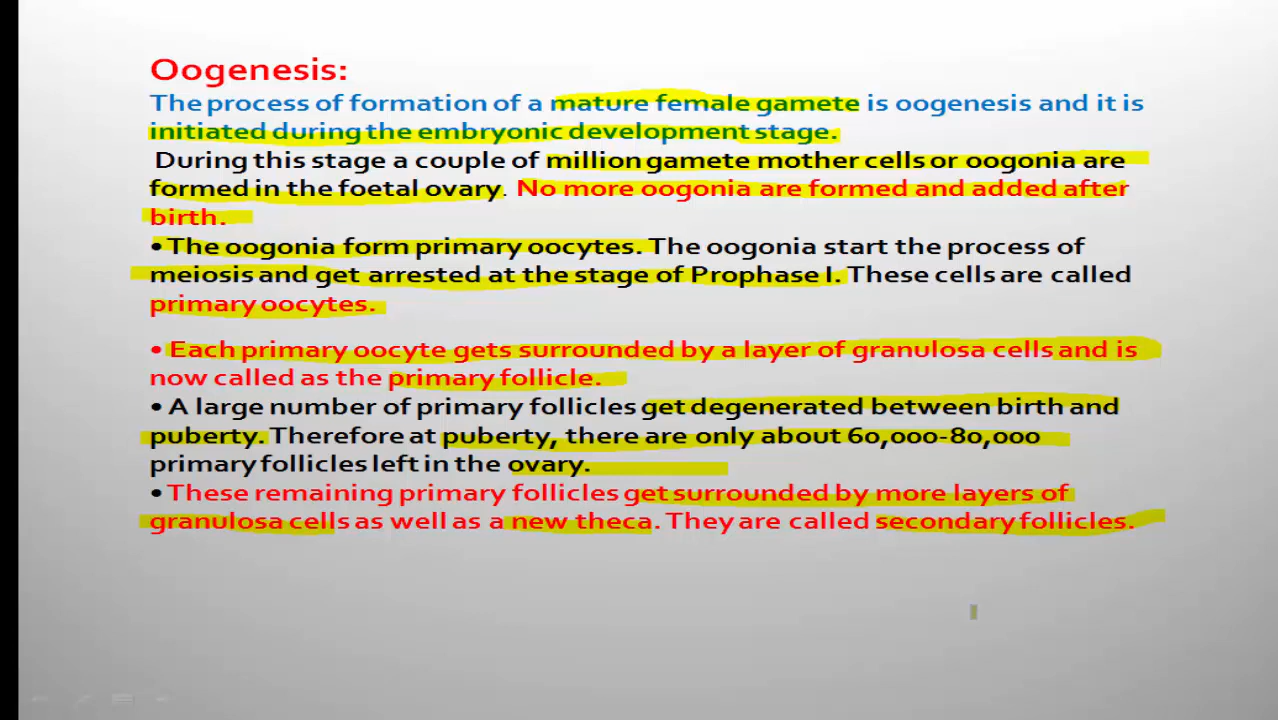 Oogenesis:
The process of formation of a mature female gamete is oogenesis and it is
initiated during the embryonic development stage.
During this stage a couple of million gamete mother cells or oogonia are
formed in the foetal ovary. No more oogonia are formed and added after
birth.
•The oogonia form primary oocytes. The oogonia start the process of
meiosis and get arrested at the stage of Prophase I. These cells are called
primary oocytes.
• Each primary oocyte gets surrounded by a layer of granulosa cells and is
now called as the primary follicle.
• A large number of primary follicles get degenerated between birth and
puberty. Therefore at puberty, there are only about 60,000-80,000
primary follicles left in the ovary.
•These remaining primary follicles get surrounded by more layers of
granulosa cells as well as a new theca. They are called secondary follicles.